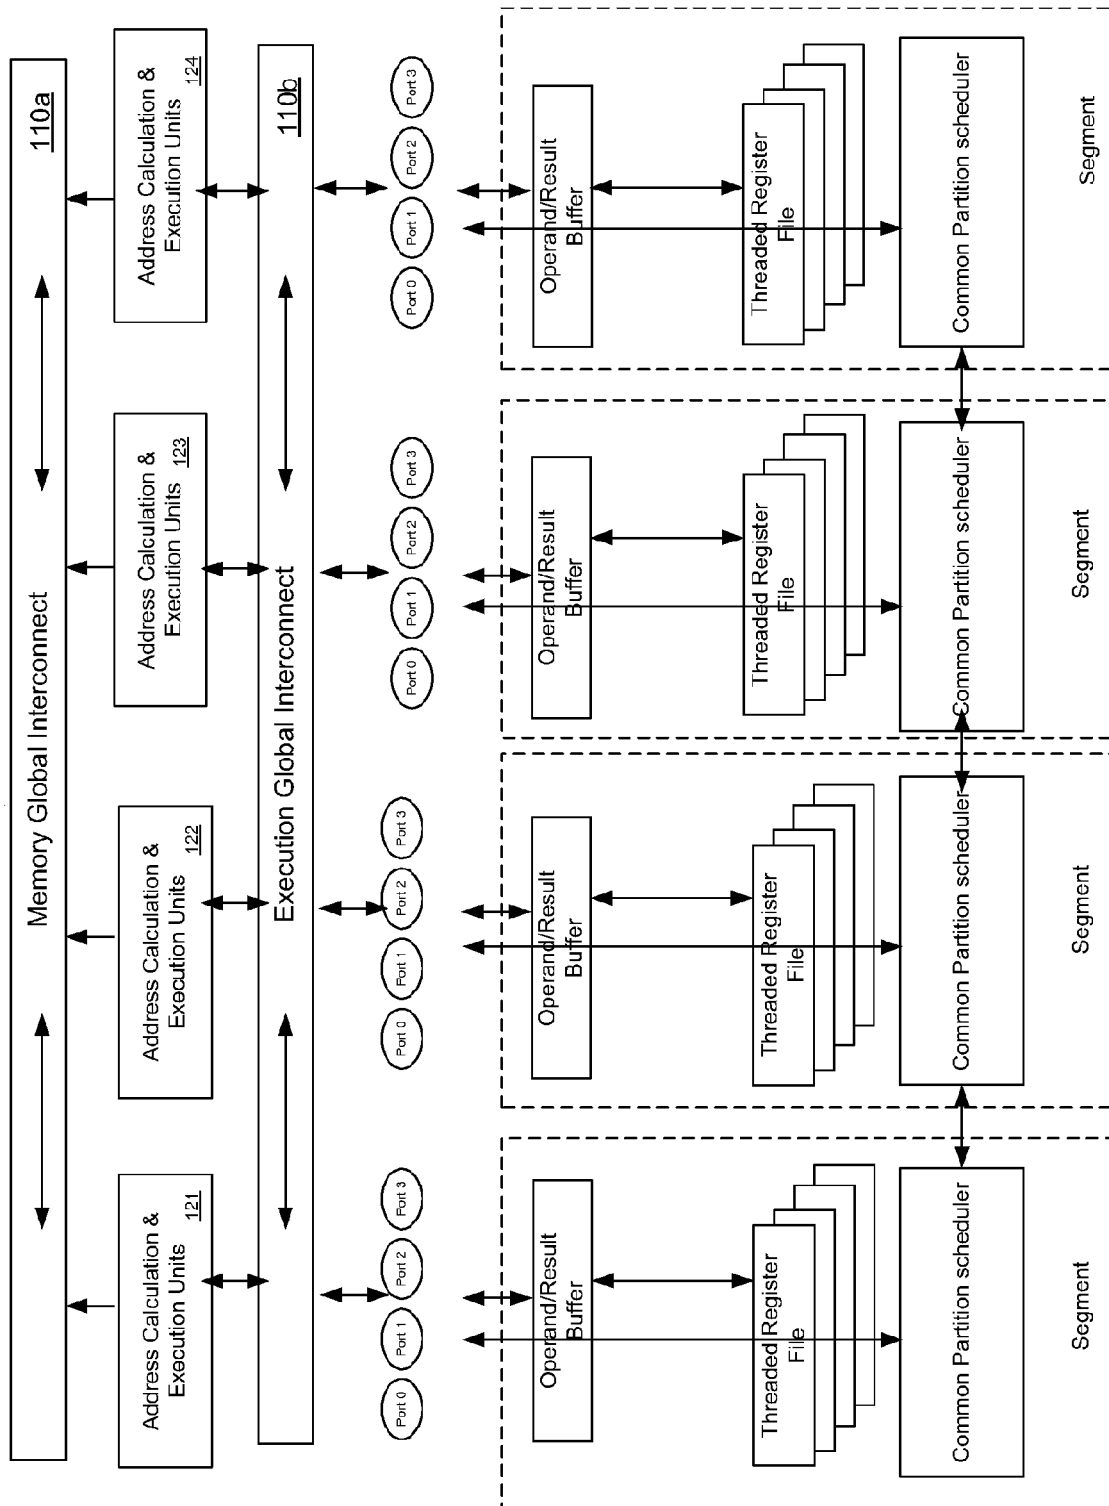 Memory Global Interconnect
110a
Address Calculation &
Execution Units
121
Address Calculation &
Execution Units
122
Address Calculation &
Execution Units
123
Address Calculation &
Execution Units
124
Execution Global Interconnect
110b
Port 0
Port 1
Port 2
Port 3
Port 0
Port 1
Port 2
Port 3
Port 0
Port 1
Port 2
Port 3
Port 0
Port 1
Port 2
Port 3
Operand/Result
Buffer
Operand/Result
Buffer
Operand/Result
Buffer
Operand/Result
Buffer
Threaded Register
File
Threaded Register
File
Threaded Register
File
Threaded Register
File
Common Partition scheduler
Common Partition scheduler
Common Partition scheduler
Common Partition scheduler
Segment
Segment
Segment
Segment